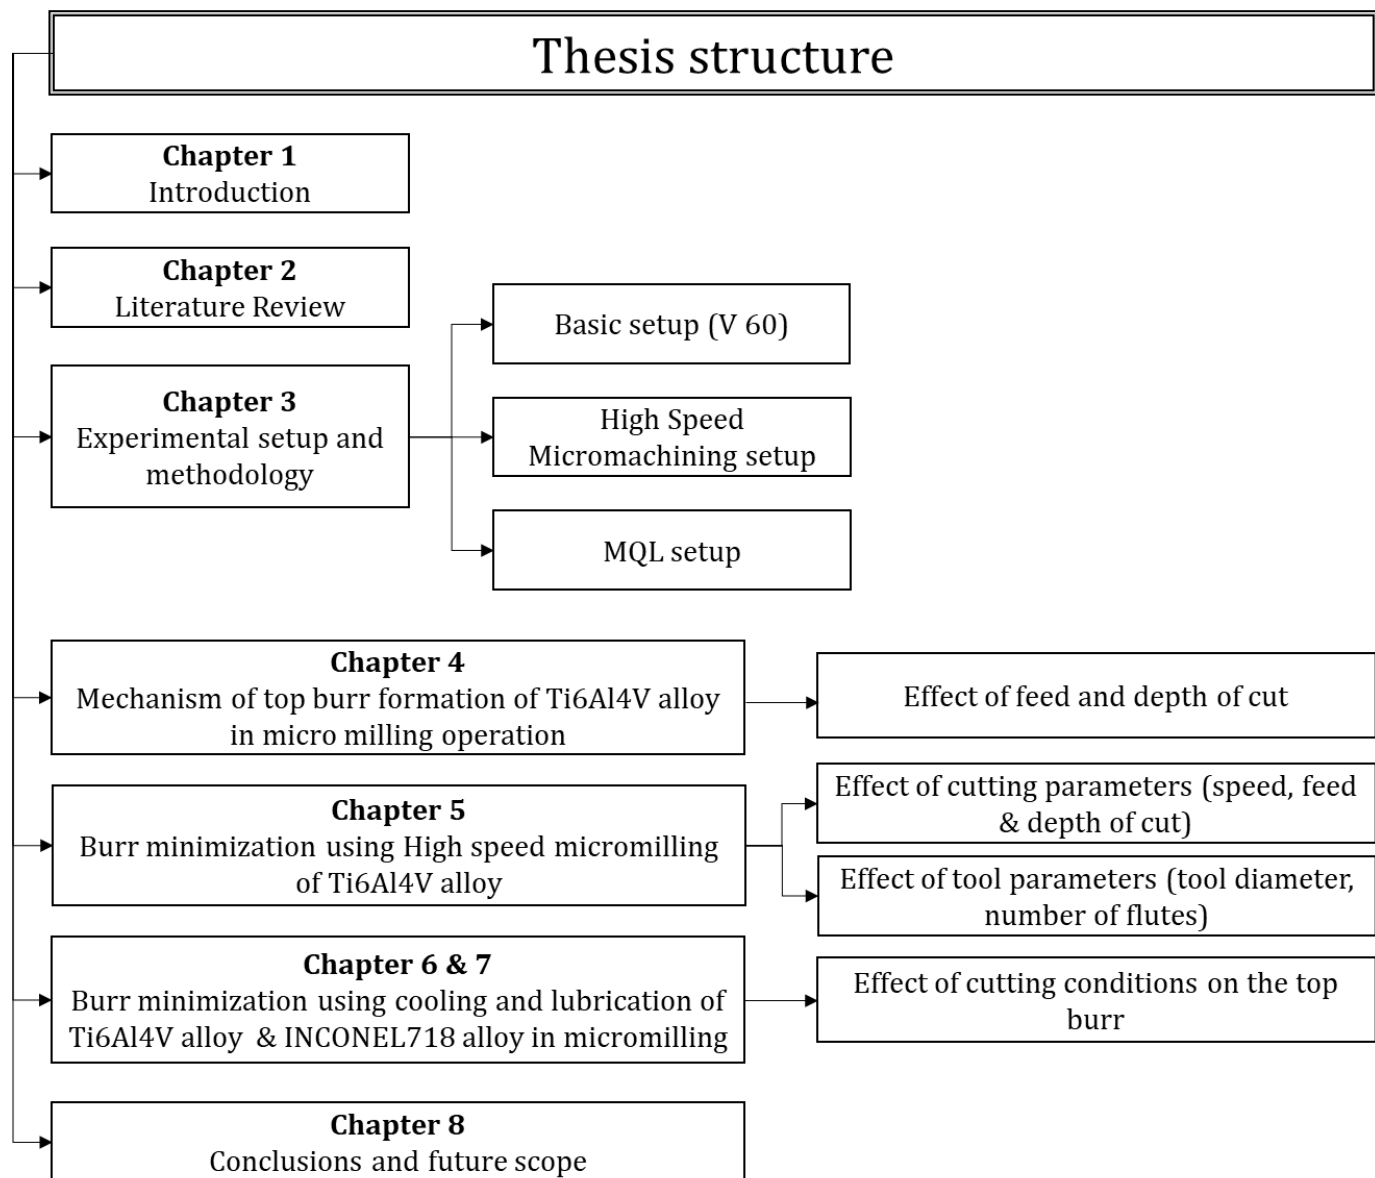 Thesis structure
Chapter 1
Introduction
Chapter 2
Literature Review
Chapter 3
Experimental setup and
methodology
Basic setup (V 60)
High Speed
Micromachining setup
MQL setup
Chapter 4
Mechanism of top burr formation of Ti6Al4V alloy
in micro milling operation
Effect of feed and depth of cut
Chapter 5
Burr minimization using High speed micromilling
of Ti6Al4V alloy
Effect of cutting parameters (speed, feed
& depth of cut)
Effect of tool parameters (tool diameter,
number of flutes)
Chapter 6 & 7
Burr minimization using cooling and lubrication of
Ti6Al4V alloy & INCONEL718 alloy in micromilling
Effect of cutting conditions on the top
burr
Chapter 8
Conclusions and future scope